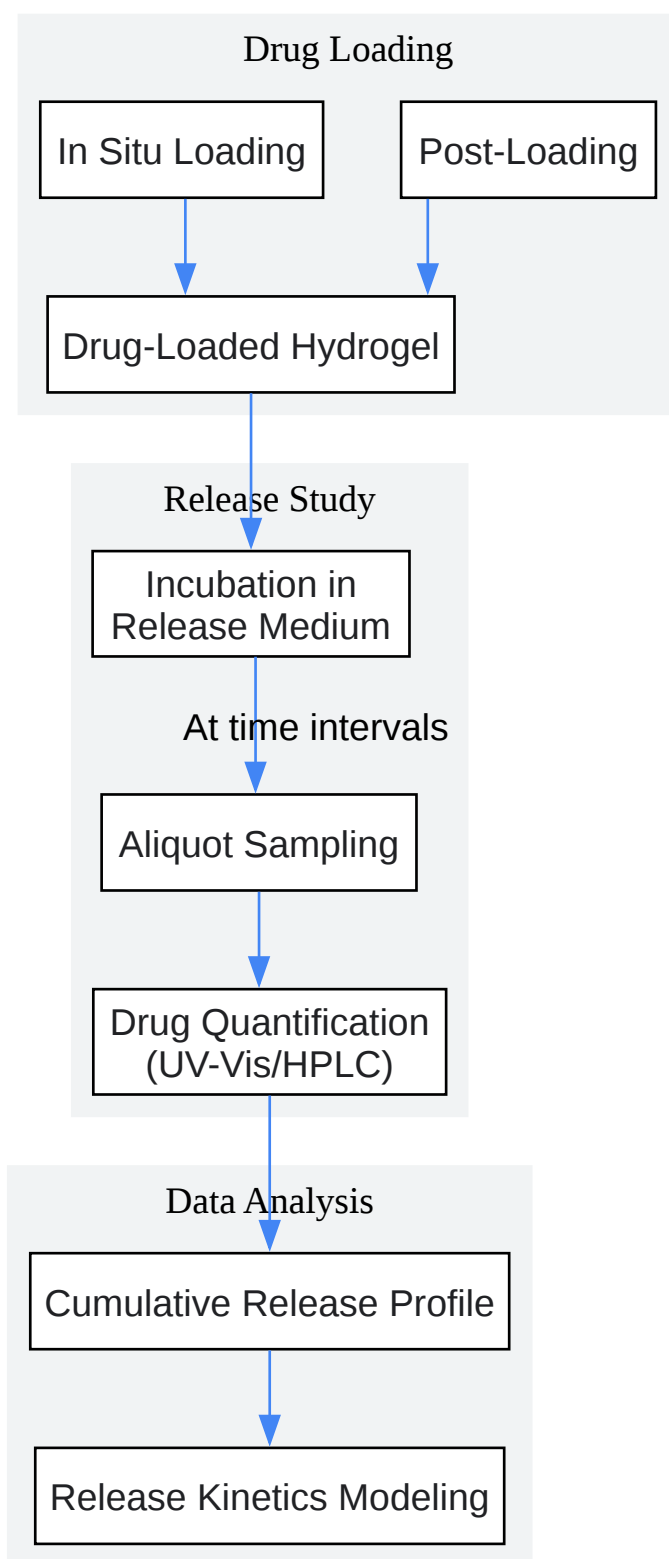 Drug Loading
In Situ Loading
Post-Loading
Drug-Loaded Hydrogel
Release Study
Incubation in
Release Medium
At time intervals
Aliquot Sampling
Drug Quantification
(UV-Vis/HPLC)
Data Analysis
Cumulative Release Profile
Release Kinetics Modeling